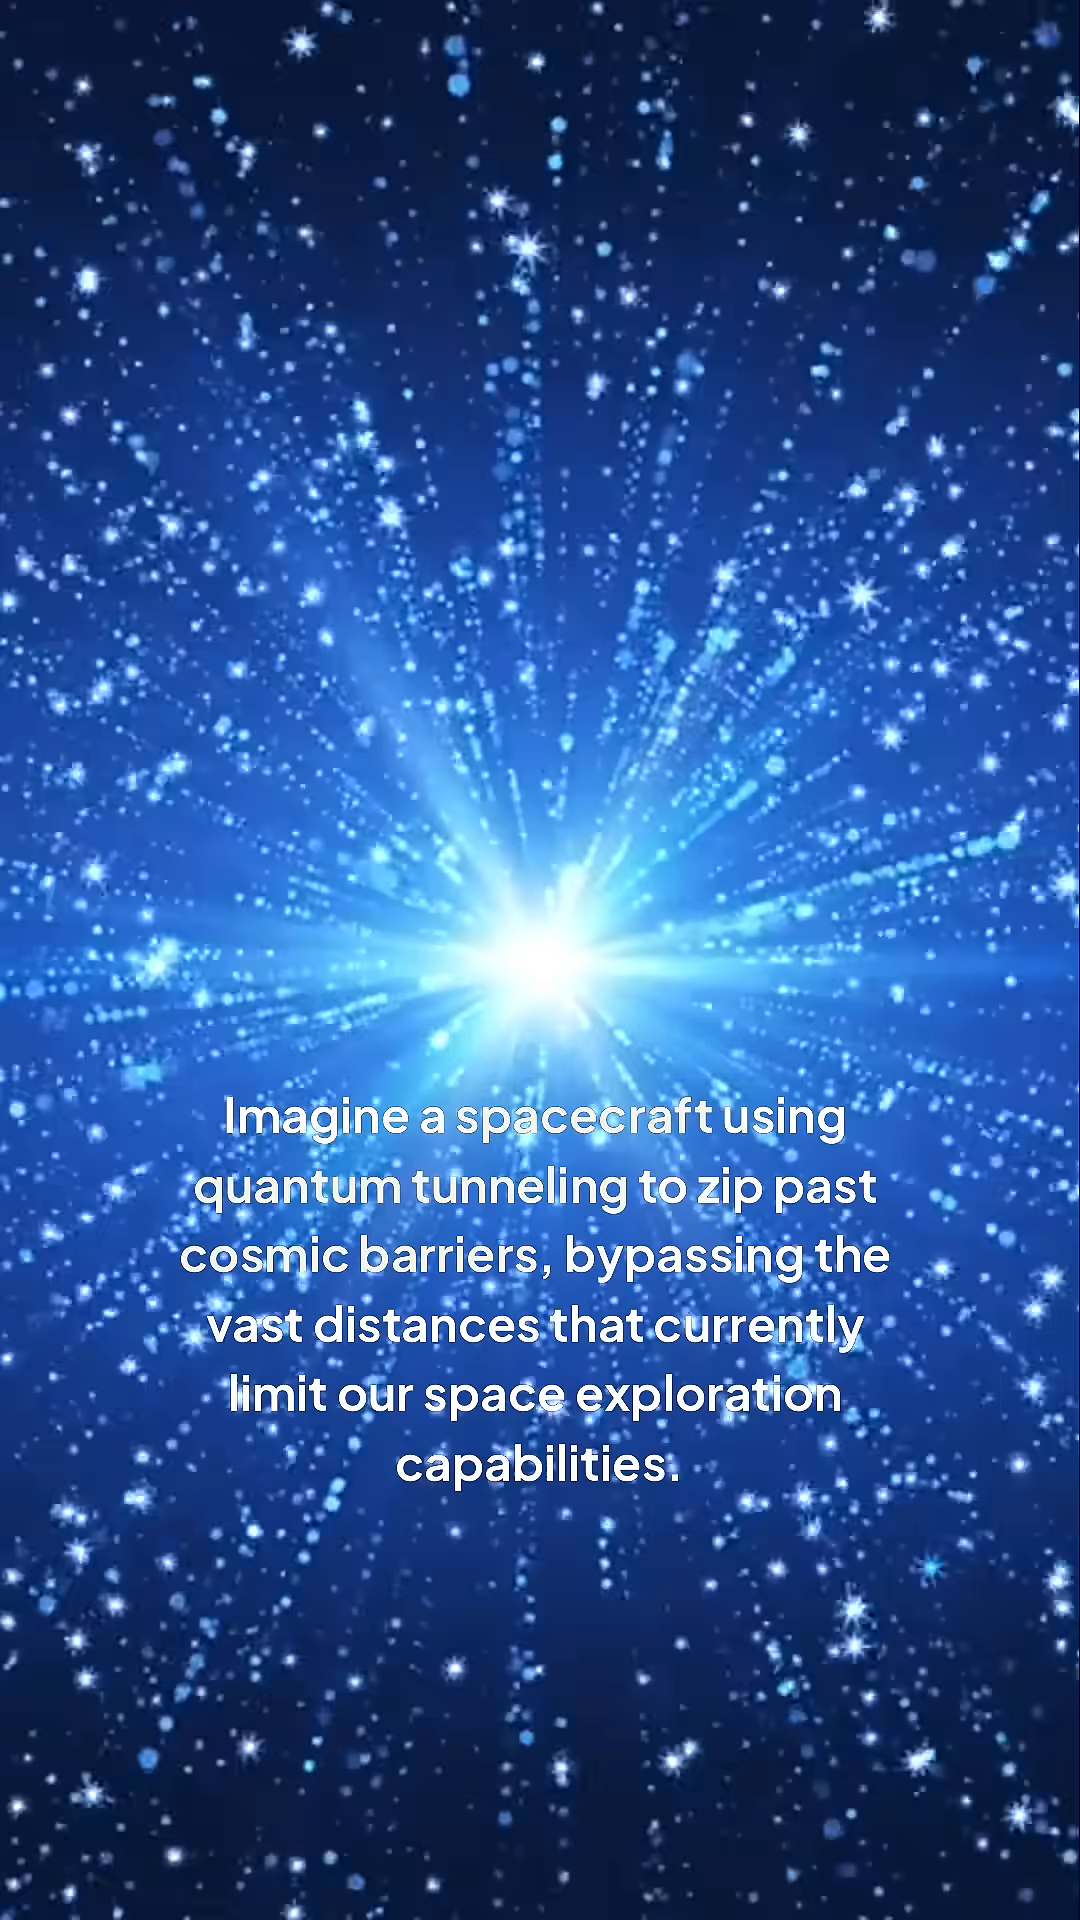 Imagine a spacecraft using
quantum tunneling to zip past
cosmic barriers, bypassing the
vast distances that currently
limit our space exploration
capabilities.